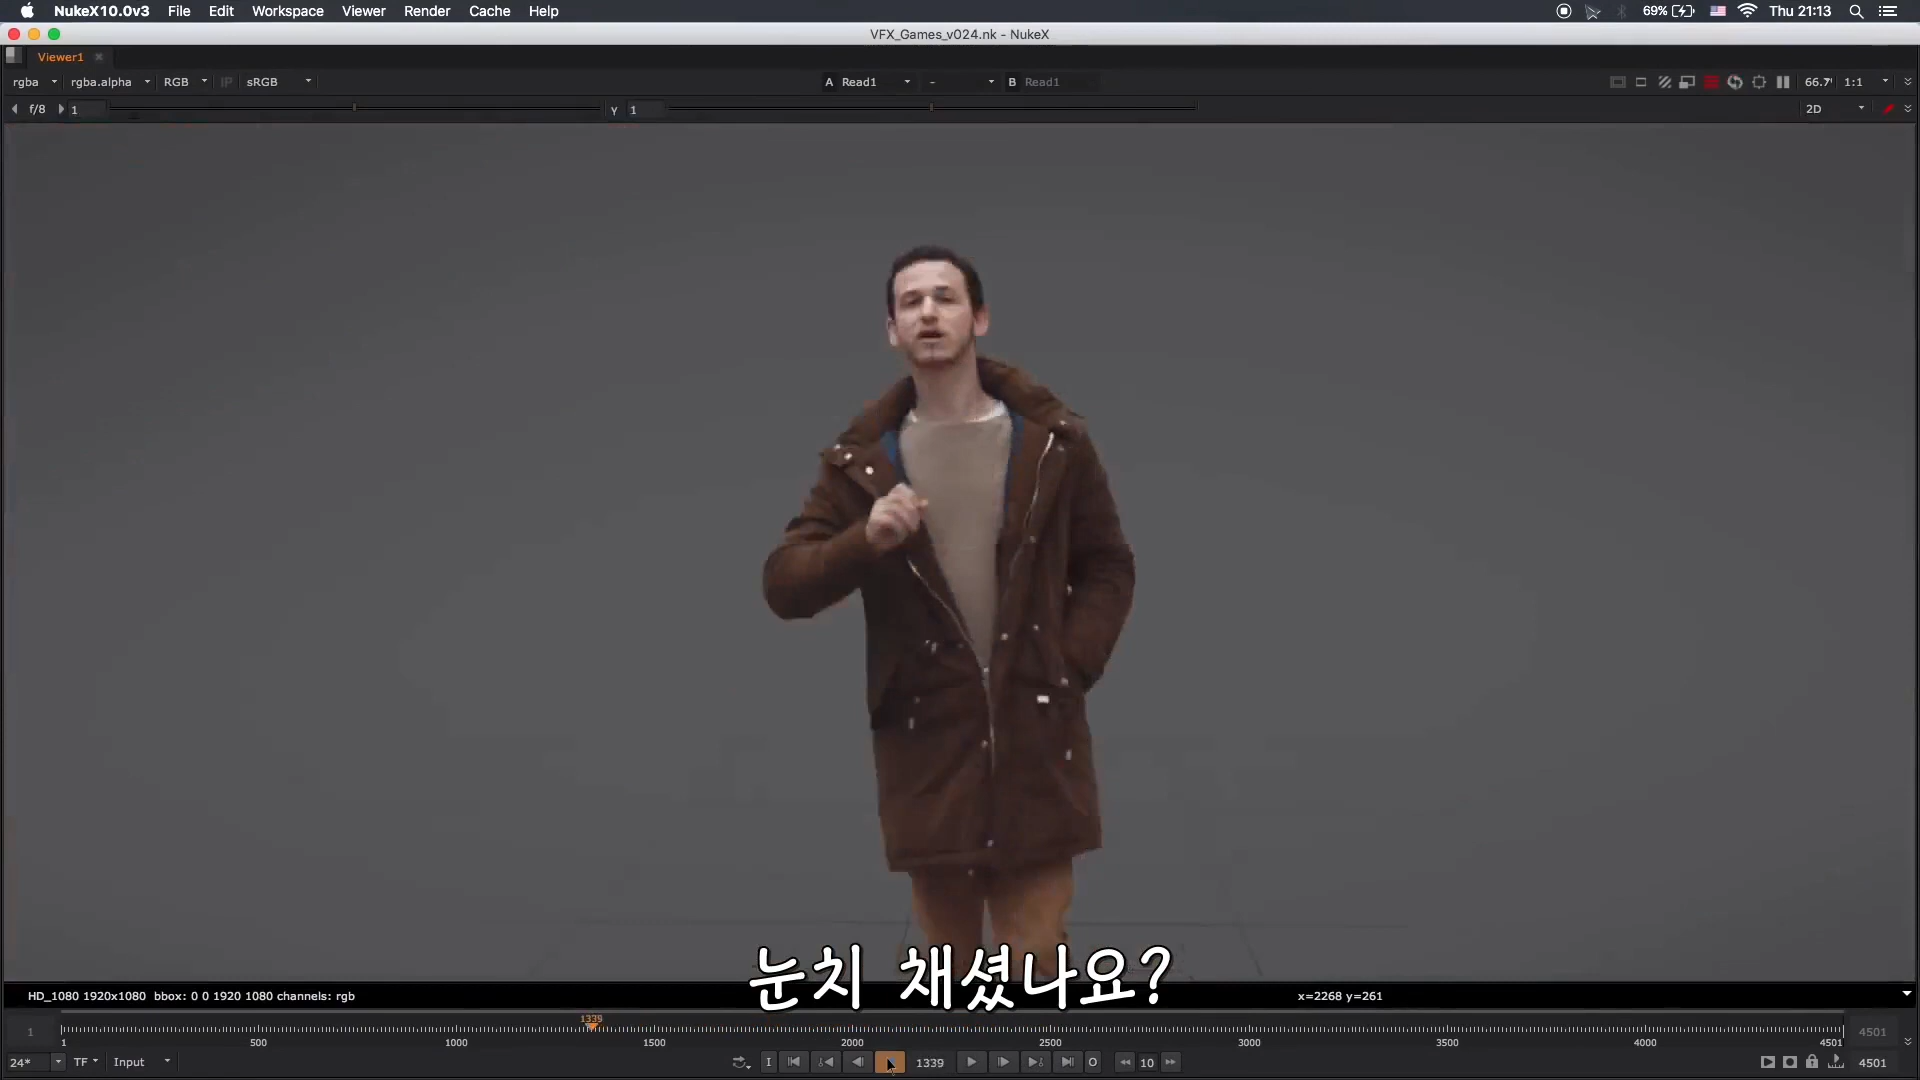 NukeX10.0v3 File Edit Workspace Viewer Render Cache Help 69% Thu 21:13
VFX_Games_v024.nk - NukeX
Viewer1
rgba rgba.alpha RGB IP sRGB A Read1 - B Read1 66.7 1:1
f/8 1 γ 1 2D
눈치 채셨나요?
HD_1080 1920x1080 bbox: 0 0 1920 1080 channels: rgb x=2268 y=261
1339
1 4501
1 500 1000 1500 2000 2500 3000 3500 4000 4501
24* TF Input I 1339 O 10 4501